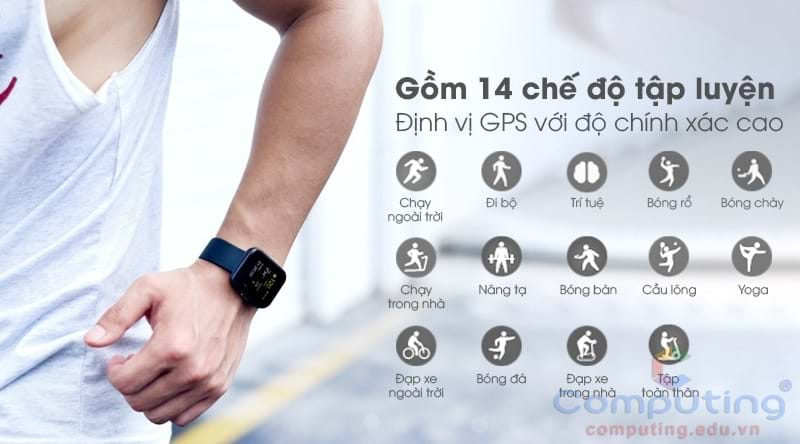 Gồm 14 chế độ tập luyện
Định vị GPS với độ chính xác cao
Chạy
ngoài trời
Đi bộ
Trí tuệ
Bóng rổ
Bóng chày
Chạy
trong nhà
Nâng tạ
Bóng bàn
Cầu lông
Yoga
Đạp xe
ngoài trời
Bóng đá
Đạp xe
trong nhà
Tập
toàn thân
Computing®
computing.edu.vn